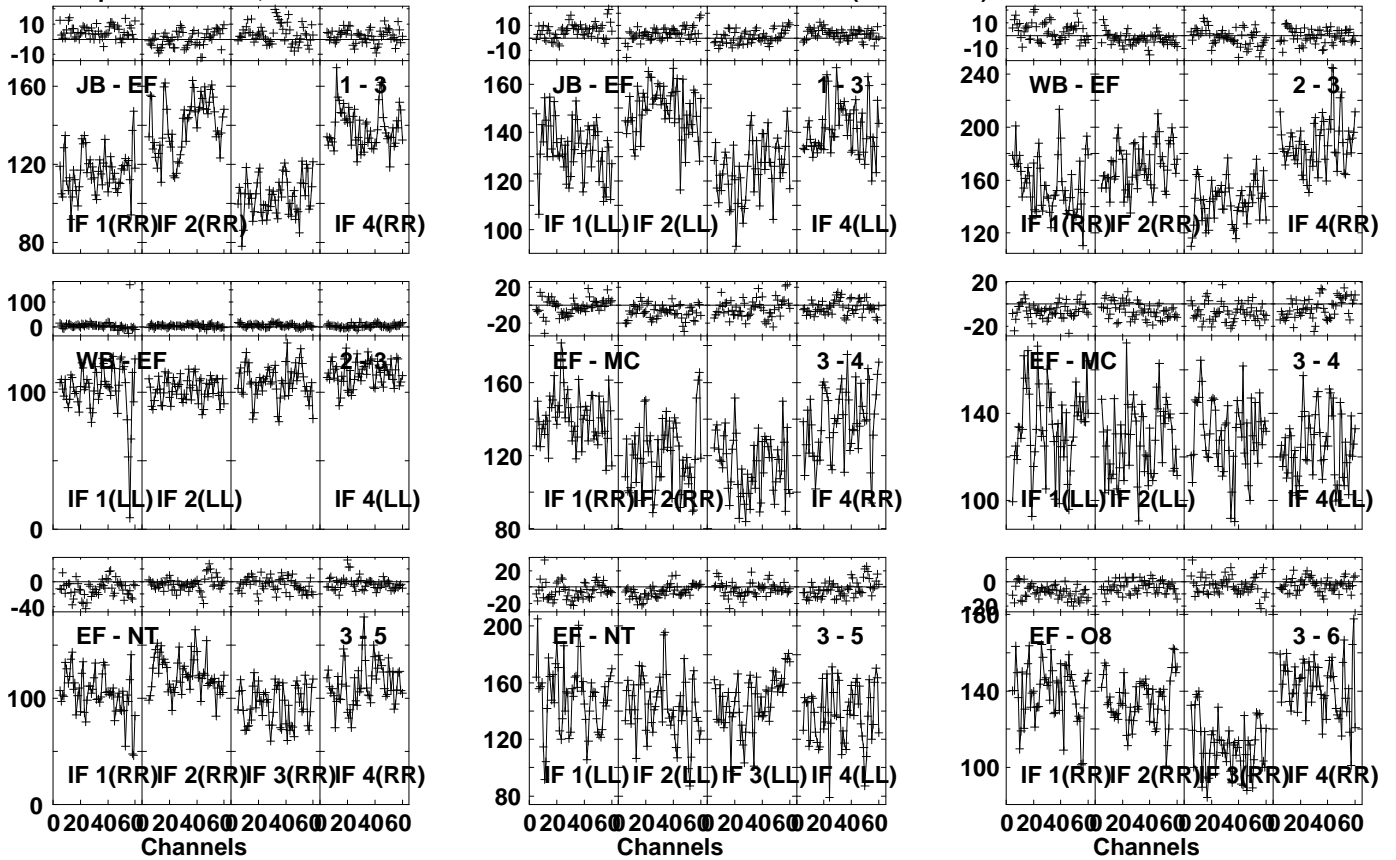 10 10 10
-10 -10 -10
160 JB - EF 1 - 3 160 JB - EF 1 - 3 240 WB - EF 2 - 3
140 140 200
120 120 160
100 IF 1(RR) IF 2(RR) IF 4(RR) IF 1(LL) IF 2(LL) IF 4(LL) IF 1(RR) IF 2(RR) IF 4(RR)
80 100 120
100 20 20
0 -20 -20
WB - EF 2 - 3 EF - MC 3 - 4 EF - MC 3 - 4
100 160 130
120 100
IF 1(LL) IF 2(LL) IF 4(LL) IF 1(RR) IF 2(RR) IF 4(RR) IF 1(LL) IF 2(LL) IF 4(LL)
0 80
0 20 0
-40 -20 -20
EF - NT 3 - 5 200 EF - NT 3 - 5 180 EF - O8 3 - 6
100 160 140
120 100
IF 1(RR) IF 2(RR) IF 3(RR) IF 4(RR) IF 1(LL) IF 2(LL) IF 3(LL) IF 4(LL) IF 1(RR) IF 2(RR) IF 3(RR) IF 4(RR)
0 80
0 204060 0 204060 0 204060 0 204060 0 204060 0 204060 0 204060 0 204060 0 204060 0 204060 0 204060 0 204060
Channels Channels Channels